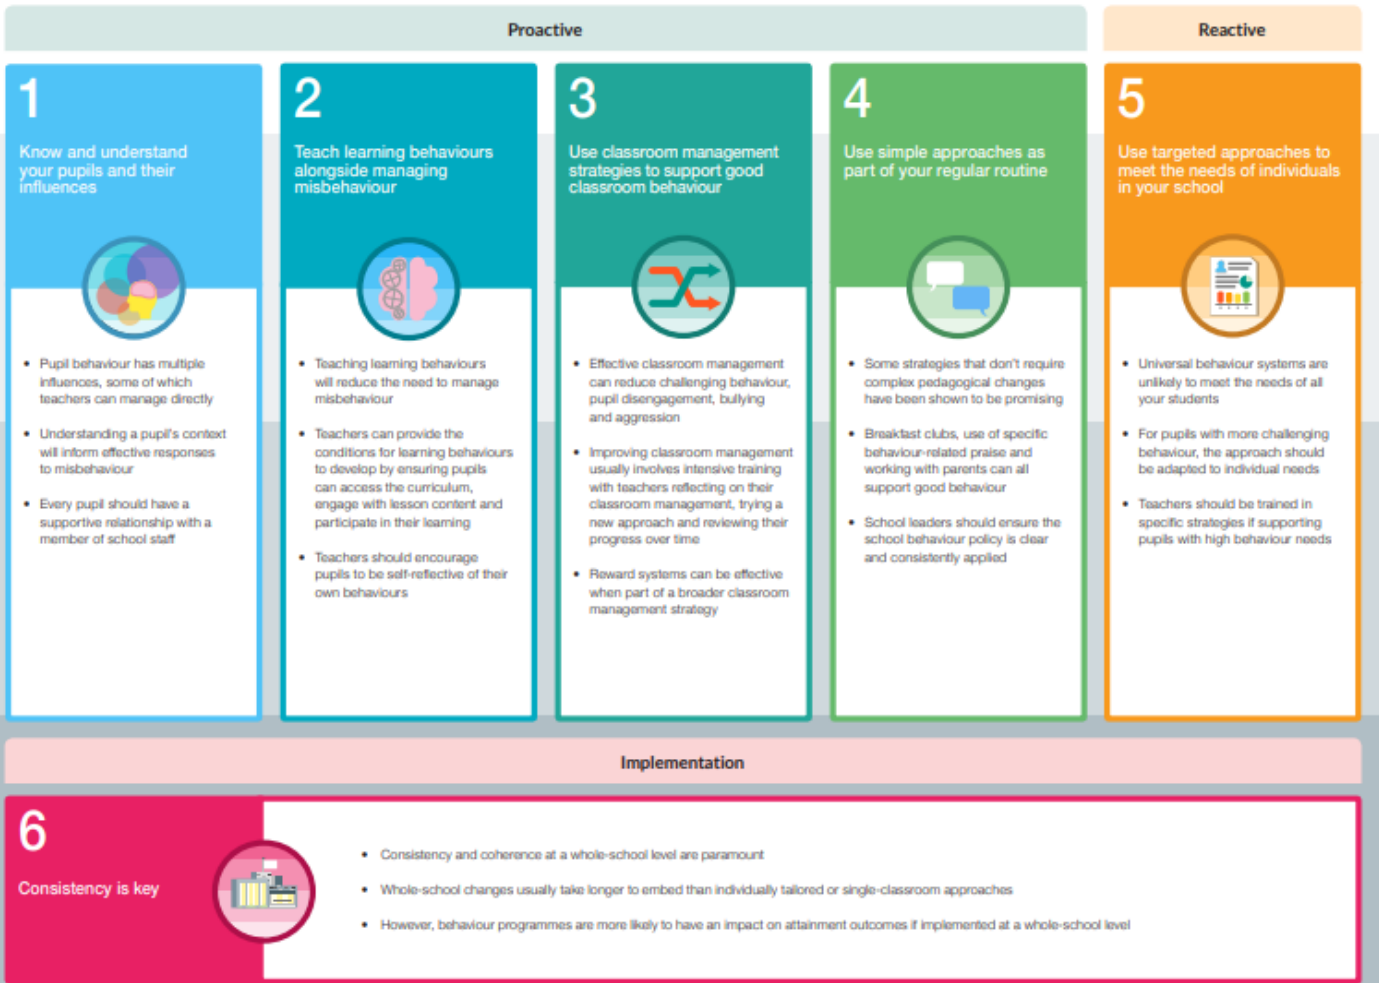 Proactive
Reactive
1
Know and understand
your pupils and their
influences
• Pupil behaviour has multiple
influences, some of which
teachers can manage directly
• Understanding a pupil's context
will inform effective responses
to misbehaviour
• Every pupil should have a
supportive relationship with a
member of school staff
2
Teach learning behaviours
alongside managing
misbehaviour
• Teaching learning behaviours
will reduce the need to manage
misbehaviour
• Teachers can provide the
conditions for learning behaviours
to develop by ensuring pupils
can access the curriculum,
engage with lesson content and
participate in their learning
• Teachers should encourage
pupils to be self-reflective of their
own behaviours
3
Use classroom management
strategies to support good
classroom behaviour
• Effective classroom management
can reduce challenging behaviour,
pupil disengagement, bullying
and aggression
• Improving classroom management
usually involves intensive training
with teachers reflecting on their
classroom management, trying a
new approach and reviewing their
progress over time
• Reward systems can be effective
when part of a broader classroom
management strategy
4
Use simple approaches as
part of your regular routine
• Some strategies that don't require
complex pedagogical changes
have been shown to be promising
• Breakfast clubs, use of specific
behaviour-related praise and
working with parents can all
support good behaviour
• School leaders should ensure the
school behaviour policy is clear
and consistently applied
5
Use targeted approaches to
meet the needs of individuals
in your school
• Universal behaviour systems are
unlikely to meet the needs of all
your students
• For pupils with more challenging
behaviour, the approach should
be adapted to individual needs
• Teachers should be trained in
specific strategies if supporting
pupils with high behaviour needs
Implementation
6
Consistency is key
• Consistency and coherence at a whole-school level are paramount
• Whole-school changes usually take longer to embed than individually tailored or single-classroom approaches
• However, behaviour programmes are more likely to have an impact on attainment outcomes if implemented at a whole-school level